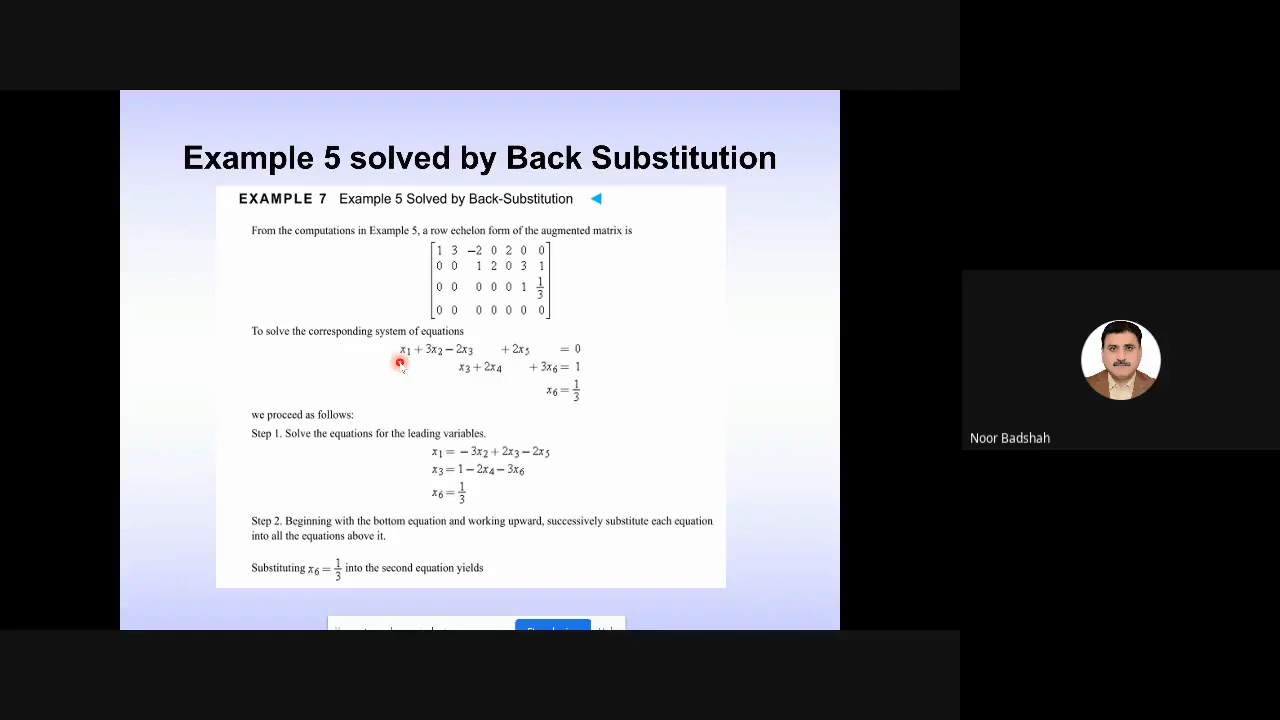 Example 5 solved by Back Substitution
EXAMPLE 7 Example 5 Solved by Back-Substitution
From the computations in Example 5, a row echelon form of the augmented matrix is
1 3 −2 0 2 0 0
0 0 1 2 0 3 1
0 0 0 0 0 1 1/3
0 0 0 0 0 0 0
To solve the corresponding system of equations
x₁ + 3x₂ − 2x₃ + 2x₅ = 0
x₃ + 2x₄ + 3x₆ = 1
x₆ = 1/3
we proceed as follows:
Step 1. Solve the equations for the leading variables.
x₁ = − 3x₂ + 2x₃ − 2x₅
x₃ = 1 − 2x₄ − 3x₆
x₆ = 1/3
Step 2. Beginning with the bottom equation and working upward, successively substitute each equation
into all the equations above it.
Substituting x₆ = 1/3 into the second equation yields
Noor Badshah